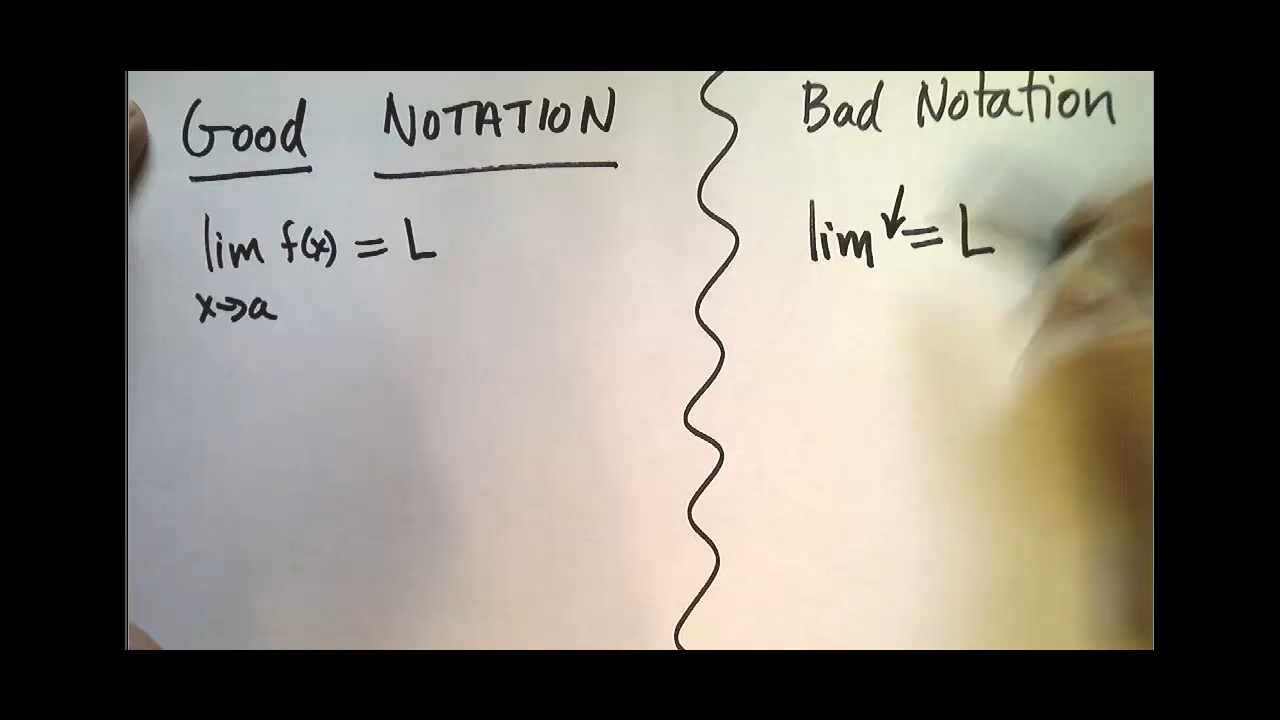 Good NOTATION
lim f(x) = L
x→a
Bad Notation
lim = L